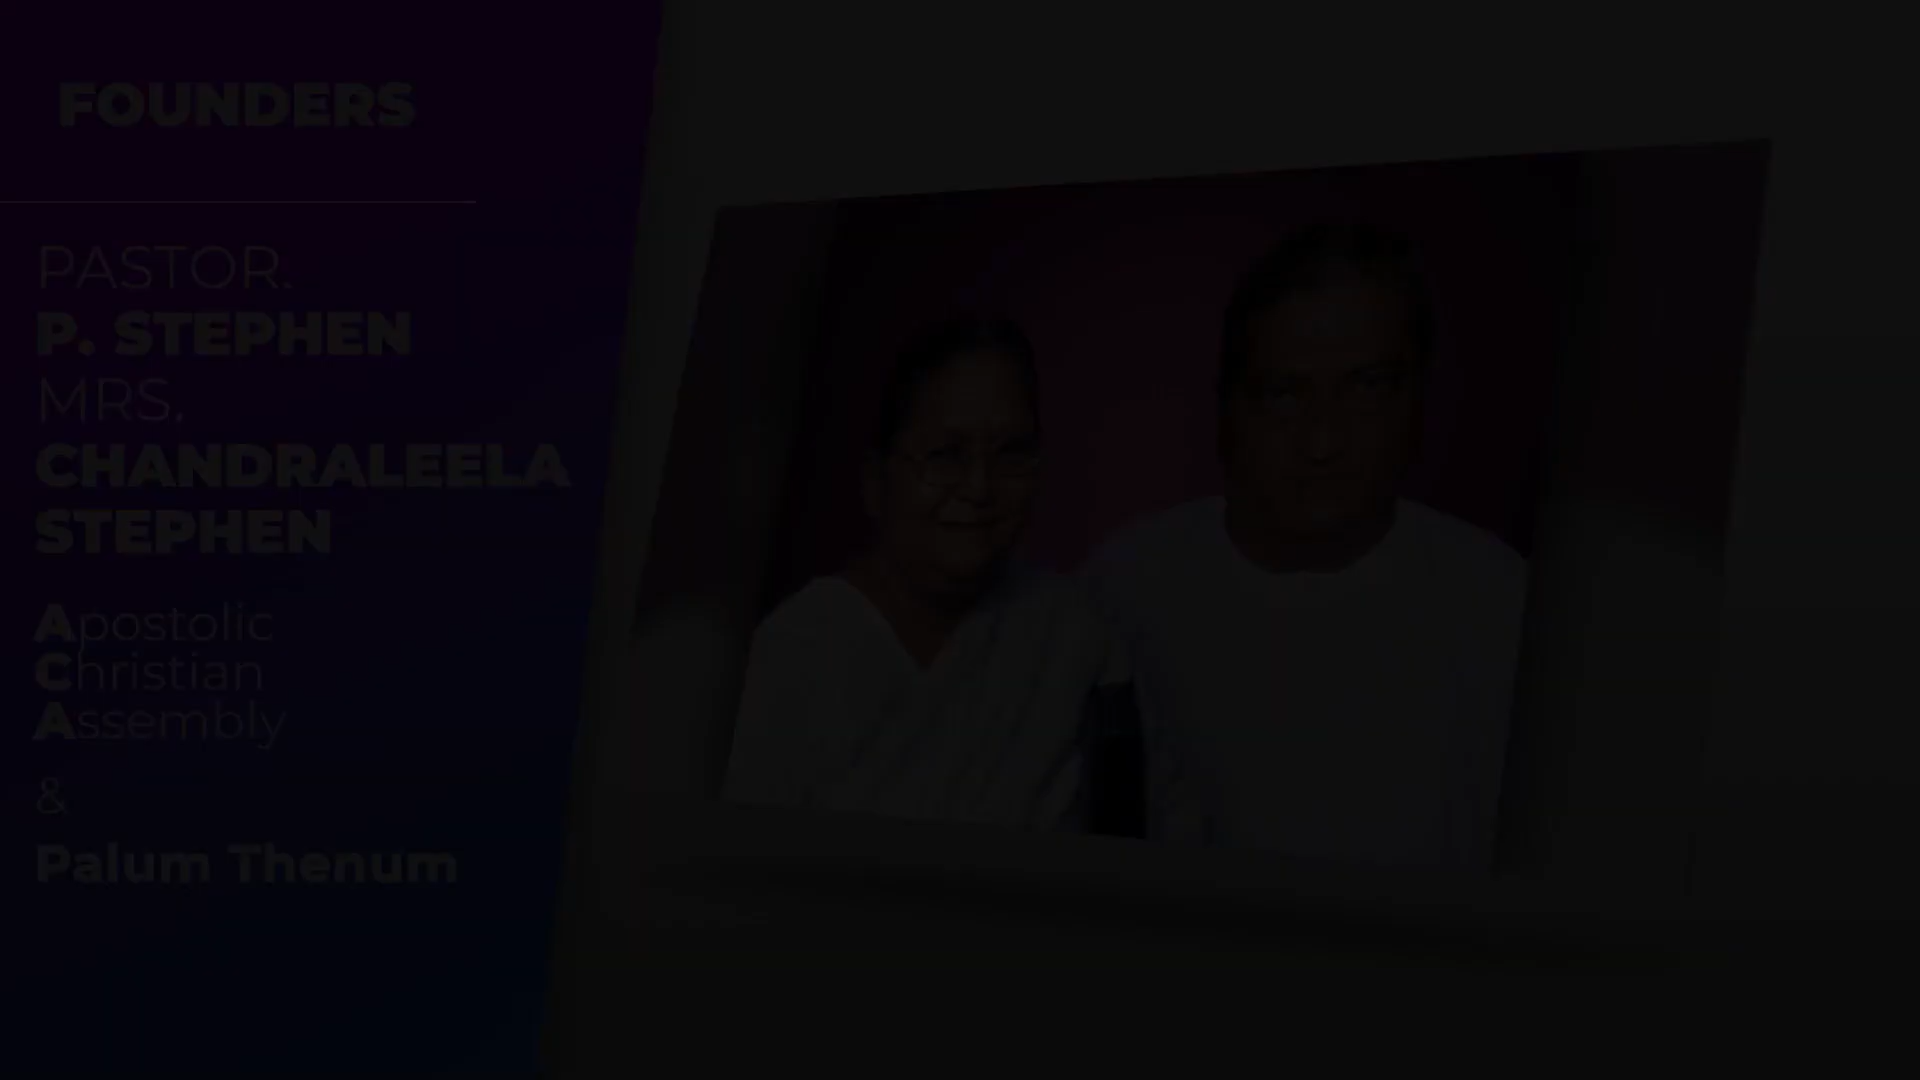 FOUNDERS
PASTOR.
P. STEPHEN
MRS.
CHANDRALEELA
STEPHEN
Apostolic
Christian
Assembly
&
Palum Thenum